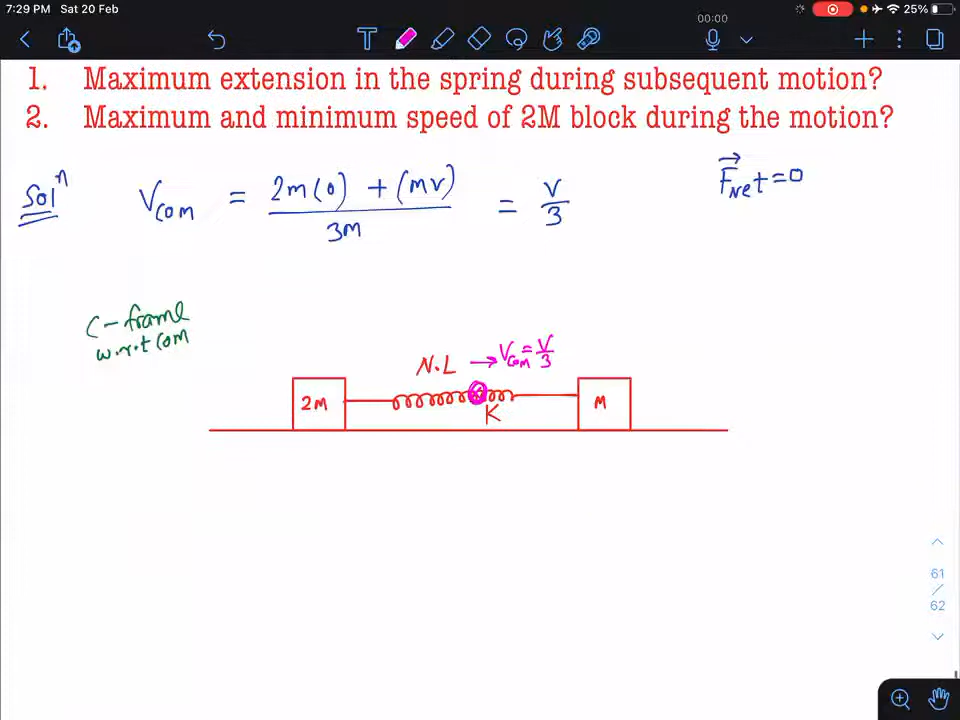 7:29 PM Sat 20 Feb
00:00
25%
1. Maximum extension in the spring during subsequent motion?
2. Maximum and minimum speed of 2M block during the motion?
Solⁿ V_COM = 2m(0) + (mv) / 3M = V/3
F⃗_Net = 0
C-frame
w.r.t COM
N.L → V_COM = V/3
2M K M
61
/
62